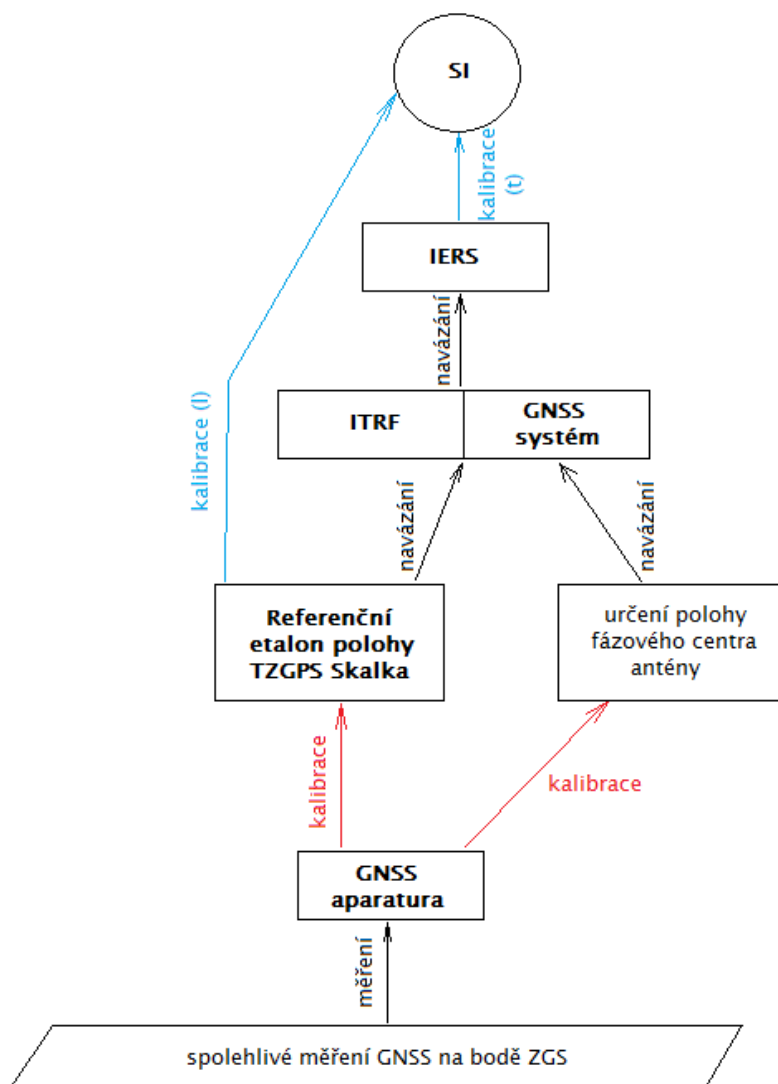 SI
kalibrace
(t)
IERS
navázání
kalibrace (l)
ITRF
GNSS
systém
navázání
navázání
Referenční
etalon polohy
TZGPS Skalka
určení polohy
fázového centra
antény
kalibrace
kalibrace
GNSS
aparatura
měření
spolehlivé měření GNSS na bodě ZGS